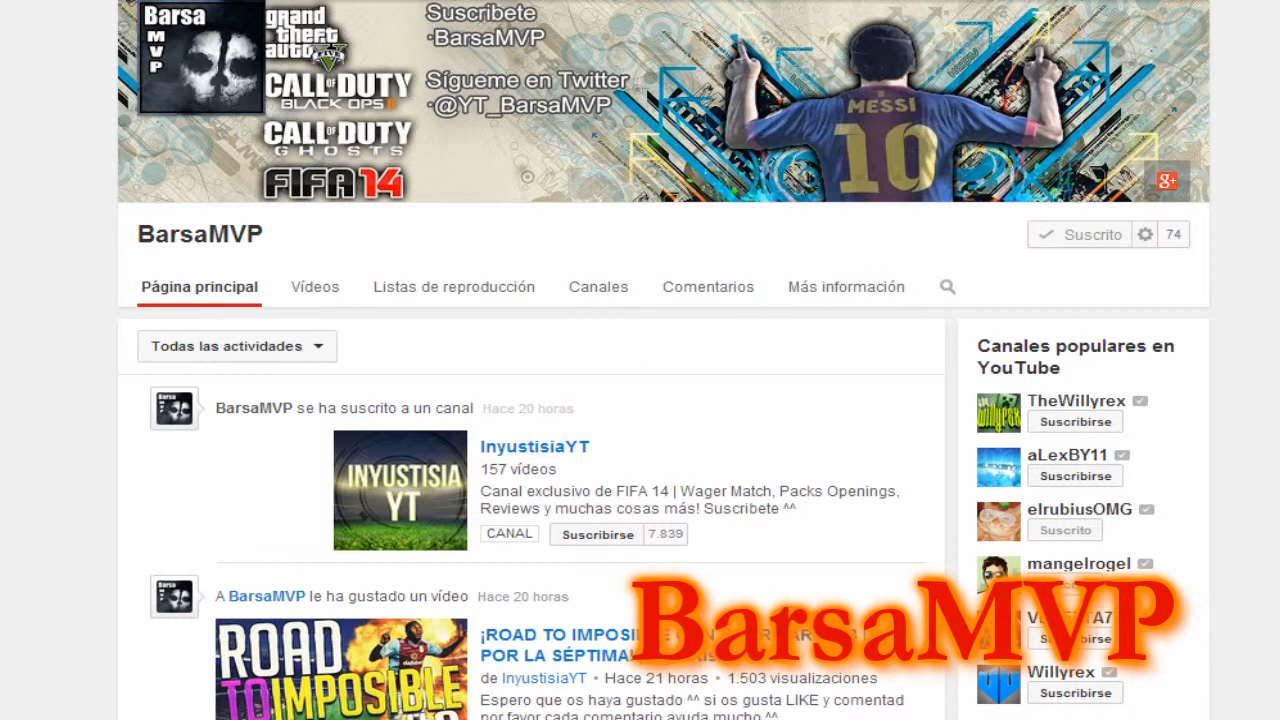 Barsa
MVP
grand
theft
auto V
CALL OF DUTY
BLACK OPS II
CALL OF DUTY
GHOSTS
FIFA 14
Suscribete
·BarsaMVP
Sígueme en Twitter
·@YT_BarsaMVP
MESSI
10
g+
BarsaMVP
Suscrito 74
Página principal Vídeos Listas de reproducción Canales Comentarios Más información
Todas las actividades
BarsaMVP se ha suscrito a un canal Hace 20 horas
INYUSTISIA
YT
InyustisiaYT
157 vídeos
Canal exclusivo de FIFA 14 | Wager Match, Packs Openings,
Reviews y muchas cosas más! Suscribete ^^
CANAL Suscribirse 7.839
A BarsaMVP le ha gustado un vídeo Hace 20 horas
ROAD
TO IMPOSIBLE
¡ROAD TO IMPOSI
POR LA SÉPTIMA
de InyustisiaYT • Hace 21 horas • 1.503 visualizaciones
Espero que os haya gustado ^^ si os gusta LIKE y comentad
por favor cada comentario ayuda mucho ^^
Canales populares en
YouTube
TheWillyrex
Suscribirse
aLexBY11
Suscribirse
elrubiusOMG
Suscrito
mangelrogel
Willyrex
Suscribirse
BarsaMVP